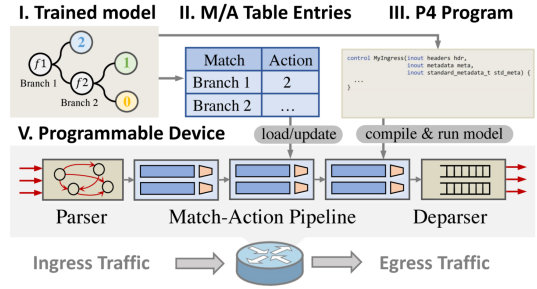 I. Trained model
II. M/A Table Entries
III. P4 Program
f1
2
f2
1
0
Branch 1
Branch 2
Match Action
Branch 1 2
Branch 2 ...
control MyIngress(inout headers hdr,
inout metadata meta,
inout standard_metadata_t std_meta) {
...
}
V. Programmable Device
load/update
compile & run model
Parser
Match-Action Pipeline
Deparser
Ingress Traffic
Egress Traffic